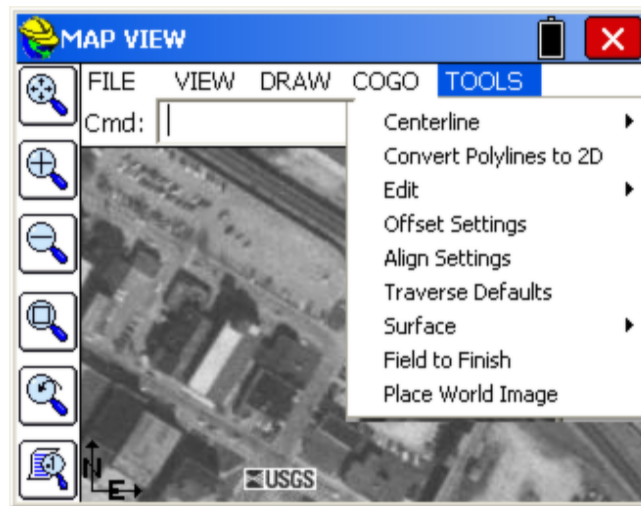 MAP VIEW
FILE VIEW DRAW COGO TOOLS
Cmd:
Centerline
Convert Polylines to 2D
Edit
Offset Settings
Align Settings
Traverse Defaults
Surface
Field to Finish
Place World Image
N
E
USGS